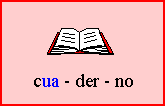 cua - der - no